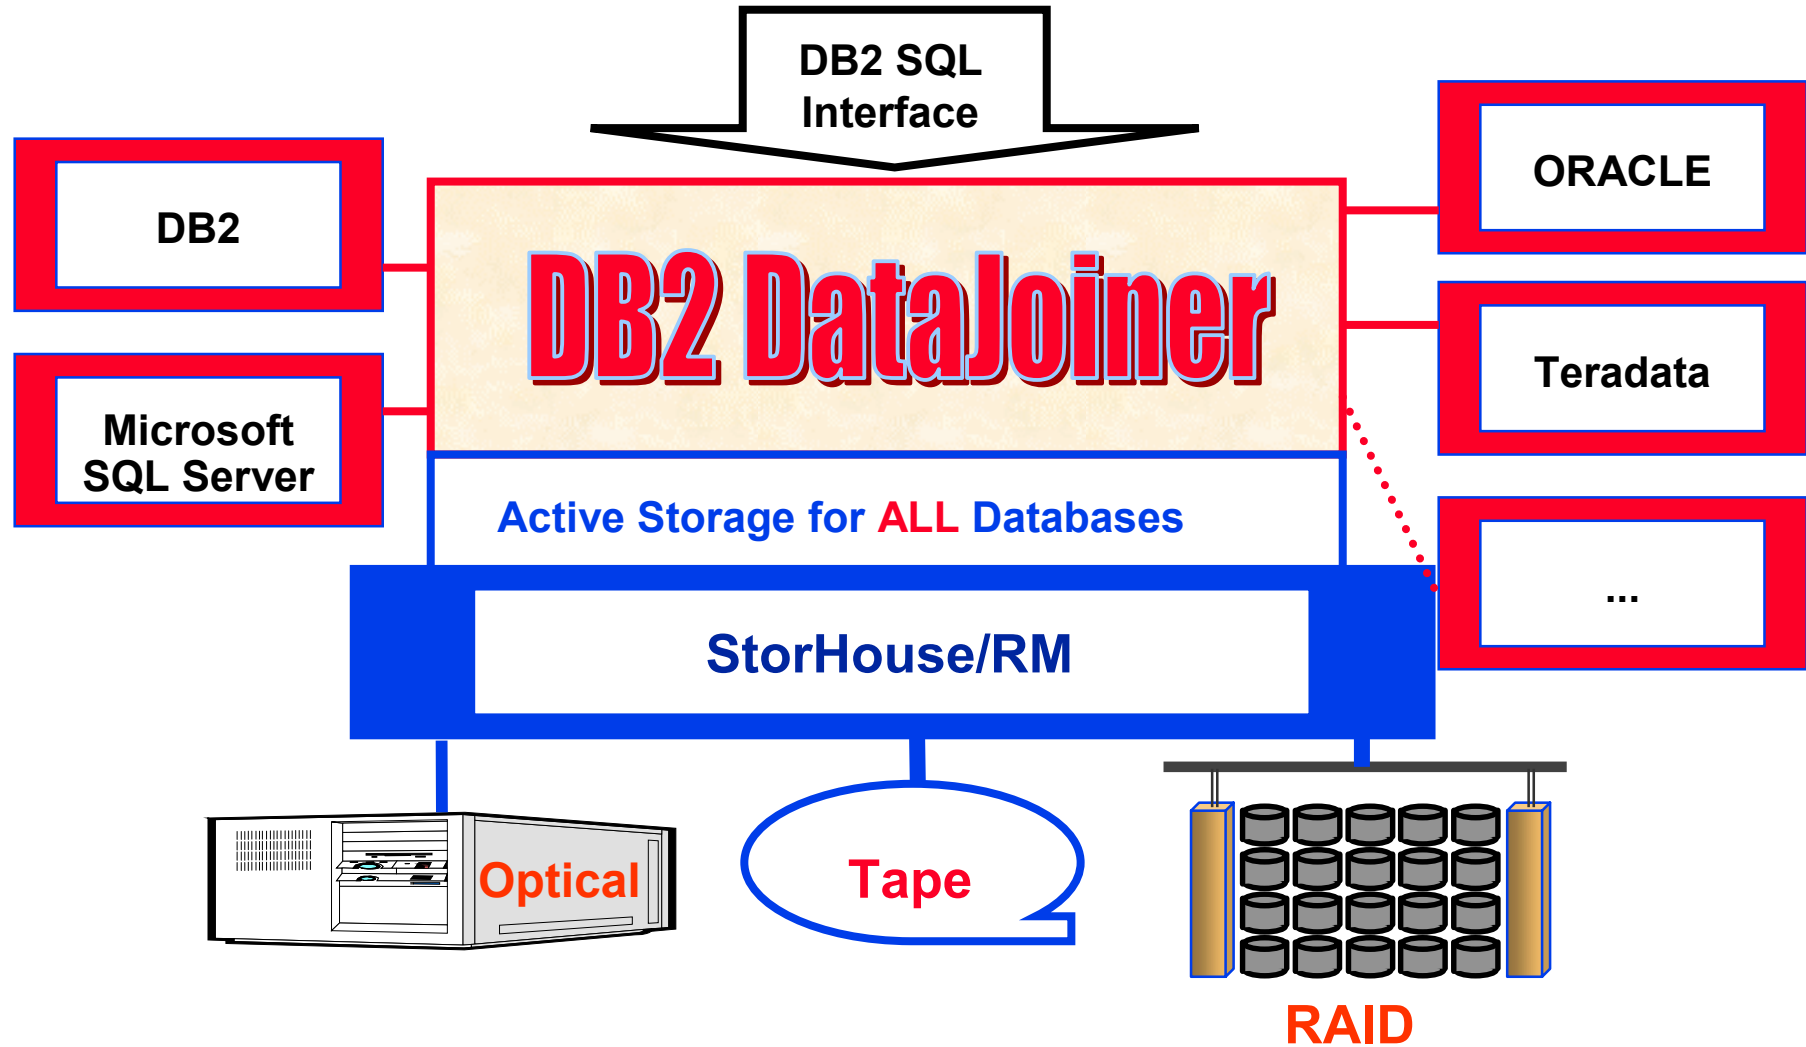 DB2 SQL
Interface
DB2
Microsoft
SQL Server
DB2 DataJoiner
ORACLE
Teradata
...
Active Storage for ALL Databases
StorHouse/RM
Optical
Tape
RAID